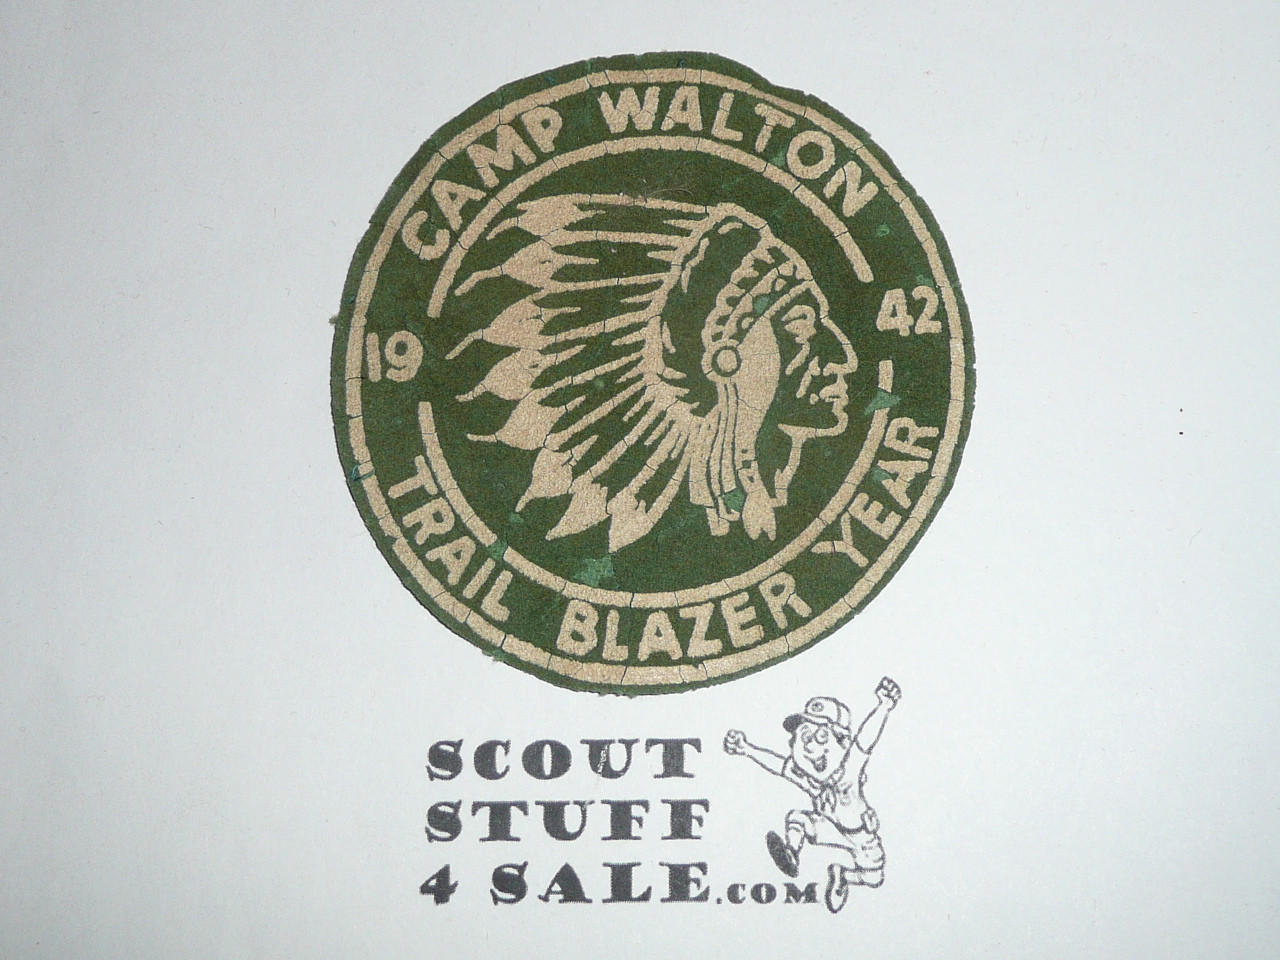 CAMP WALTON
19 42
TRAIL BLAZER YEAR
SCOUT
STUFF
4 SALE.COM